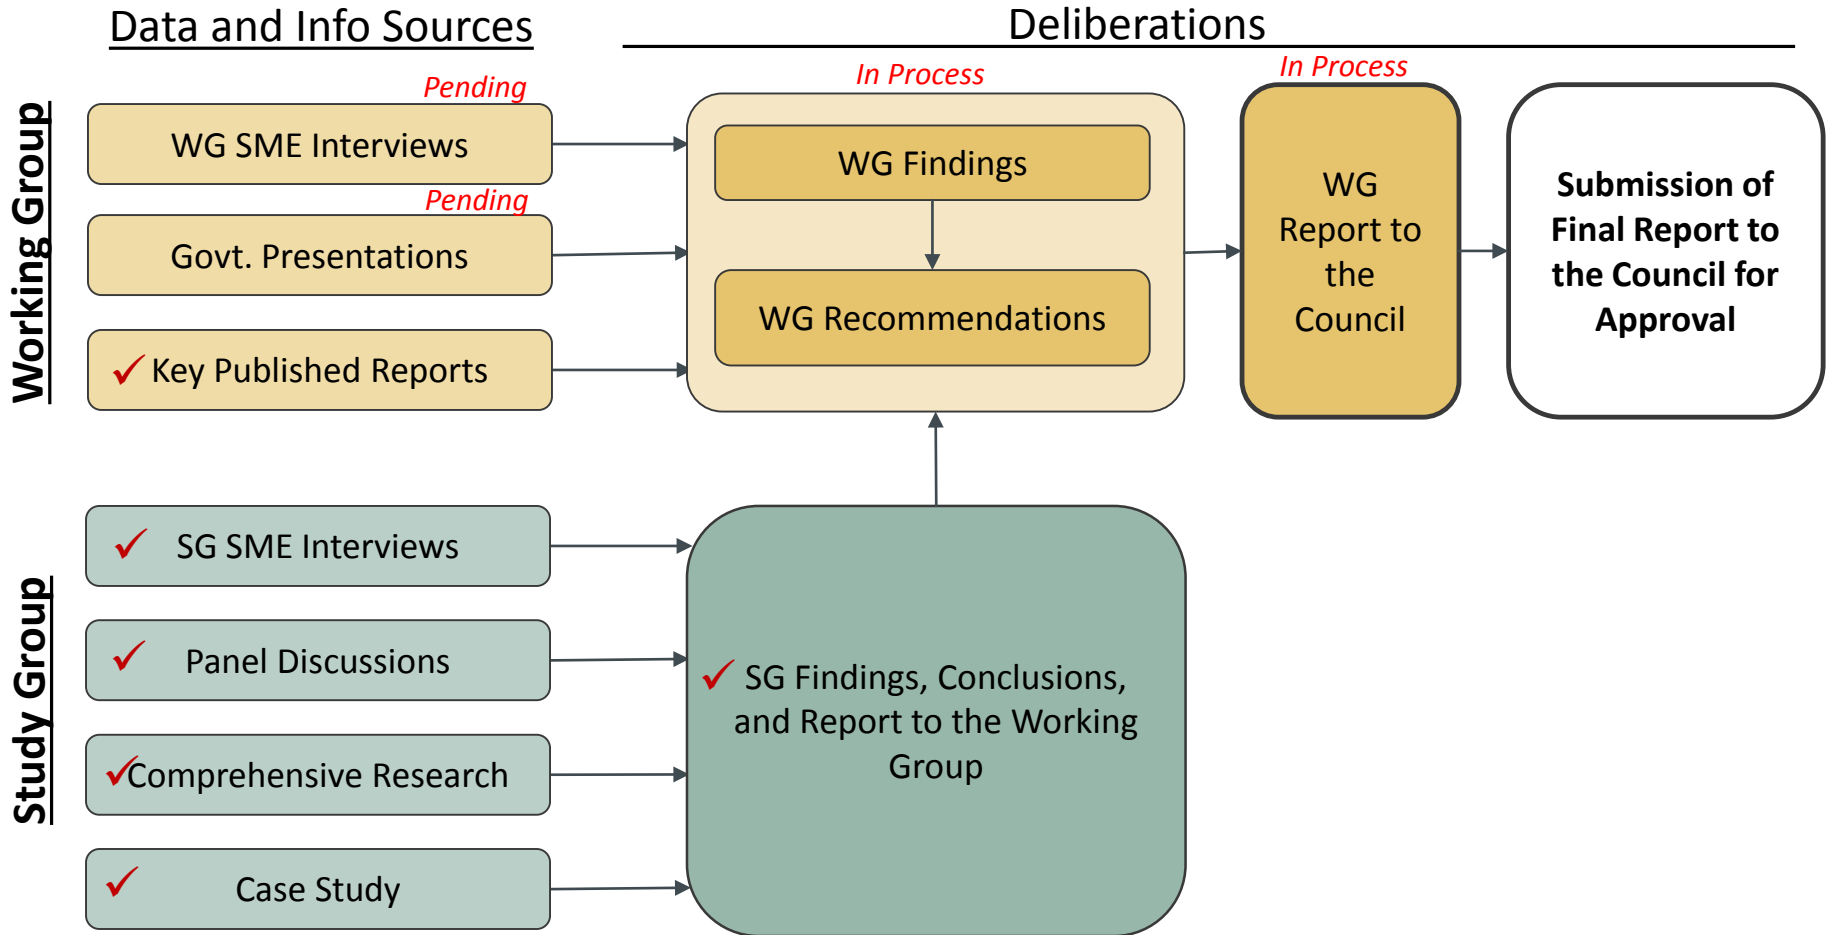 Data and Info Sources
Deliberations
Working Group
Pending
WG SME Interviews
Pending
Govt. Presentations
✓ Key Published Reports
In Process
WG Findings
WG Recommendations
In Process
WG
Report to
the
Council
Submission of
Final Report to
the Council for
Approval
Study Group
✓ SG SME Interviews
✓ Panel Discussions
✓ Comprehensive Research
✓ Case Study
✓ SG Findings, Conclusions,
and Report to the Working
Group